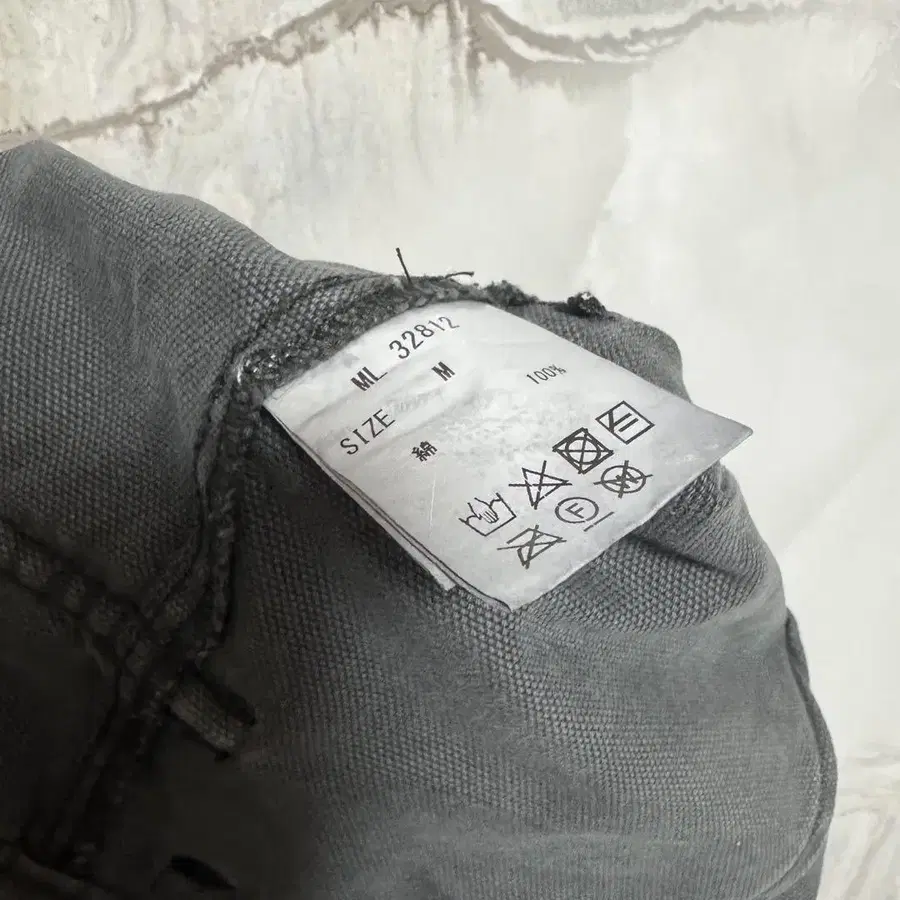 ML 32812
SIZE M
綿 100%
F
W